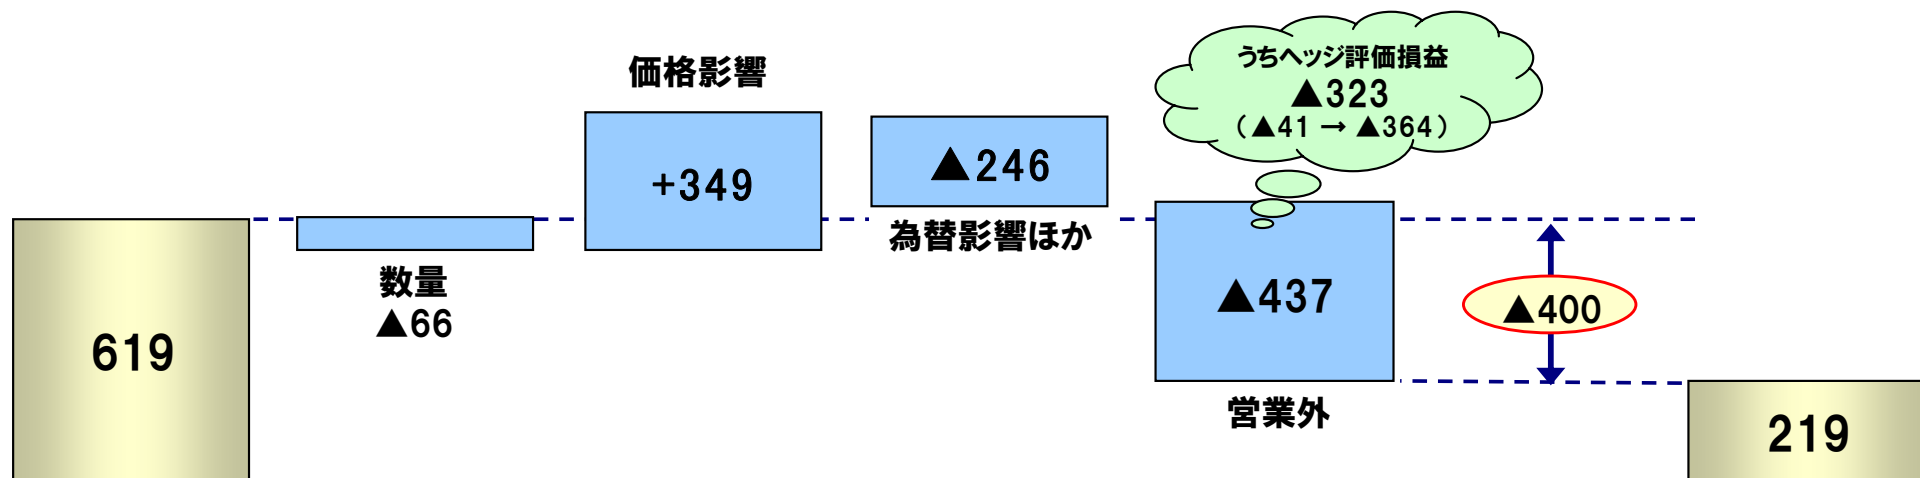 619
数量
▲66
価格影響
+349
▲246
為替影響ほか
うちヘッジ評価損益
▲323
(▲41 → ▲364)
▲437
営業外
▲400
219